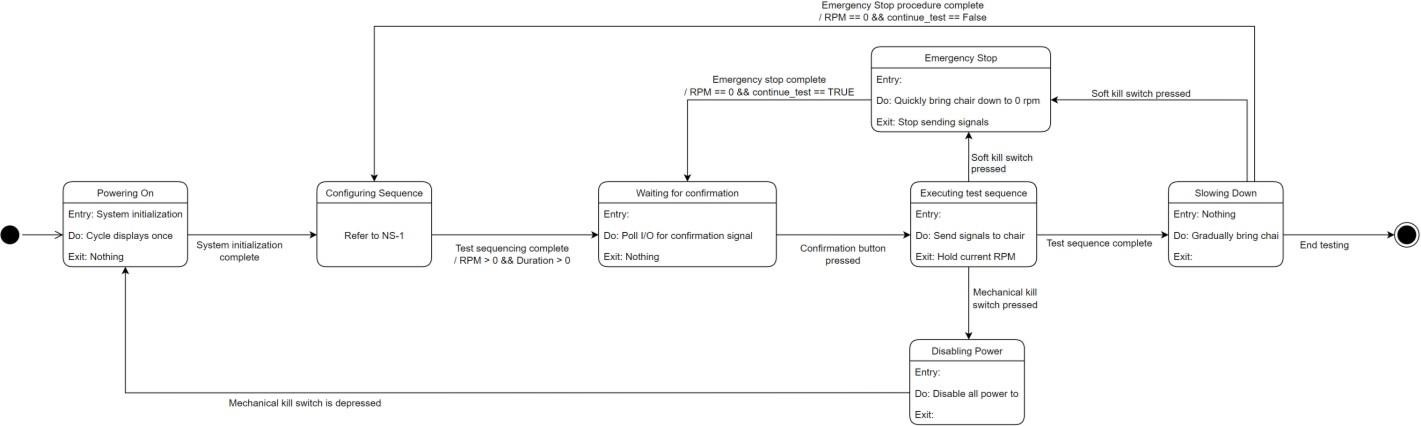 Emergency Stop procedure complete
/ RPM == 0 && continue_test == False
Emergency Stop
Entry:
Do: Quickly bring chair down to 0 rpm
Exit: Stop sending signals
Emergency stop complete
/ RPM == 0 && continue_test == TRUE
Soft kill switch pressed
Soft kill switch
pressed
Powering On
Entry: System initialization
Do: Cycle displays once
Exit: Nothing
System initialization
complete
Configuring Sequence
Refer to NS-1
Test sequencing complete
/ RPM > 0 && Duration > 0
Waiting for confirmation
Entry:
Do: Poll I/O for confirmation signal
Exit: Nothing
Confirmation button
pressed
Executing test sequence
Entry:
Do: Send signals to chair
Exit: Hold current RPM
Test sequence complete
Slowing Down
Entry: Nothing
Do: Gradually bring chai
Exit:
End testing
Mechanical kill
switch pressed
Disabling Power
Entry:
Do: Disable all power to
Exit:
Mechanical kill switch is depressed